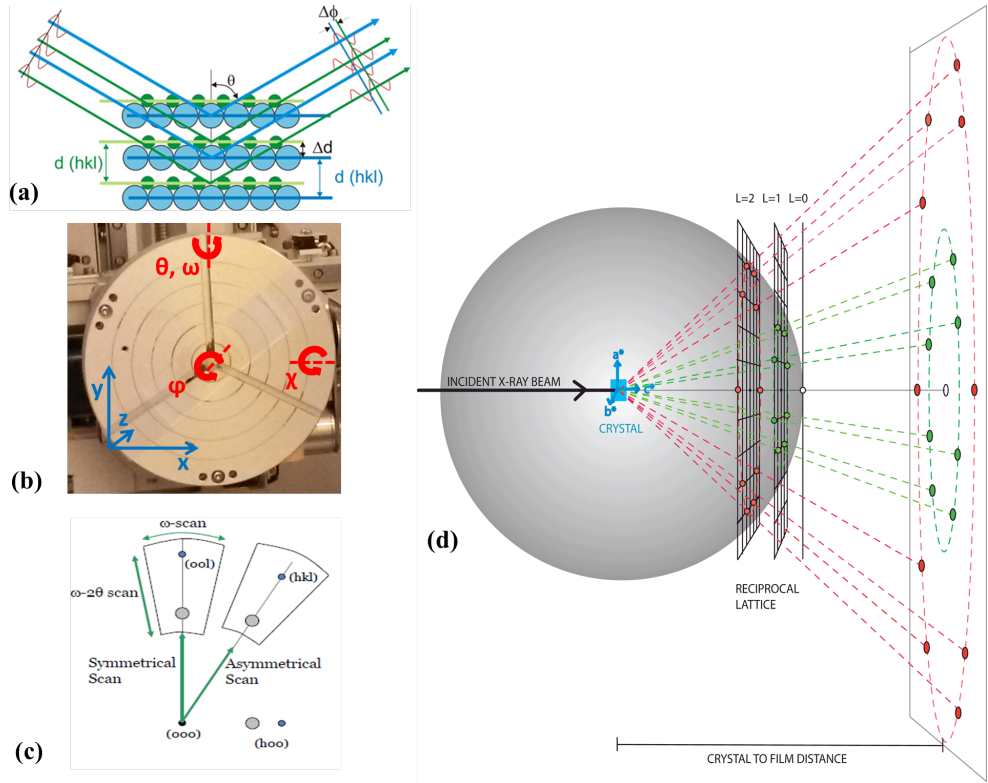 Δϕ
θ
Δd
d (hkl)
d (hkl)
(a)
θ, ω
φ
χ
y
z
x
(b)
ω-scan
(ool)
(hkl)
ω-2θ scan
Symmetrical
Scan
Asymmetrical
Scan
(ooo)
(hoo)
(c)
L=2 L=1 L=0
INCIDENT X-RAY BEAM
a*
c*
b*
CRYSTAL
(d)
RECIPROCAL
LATTICE
CRYSTAL TO FILM DISTANCE